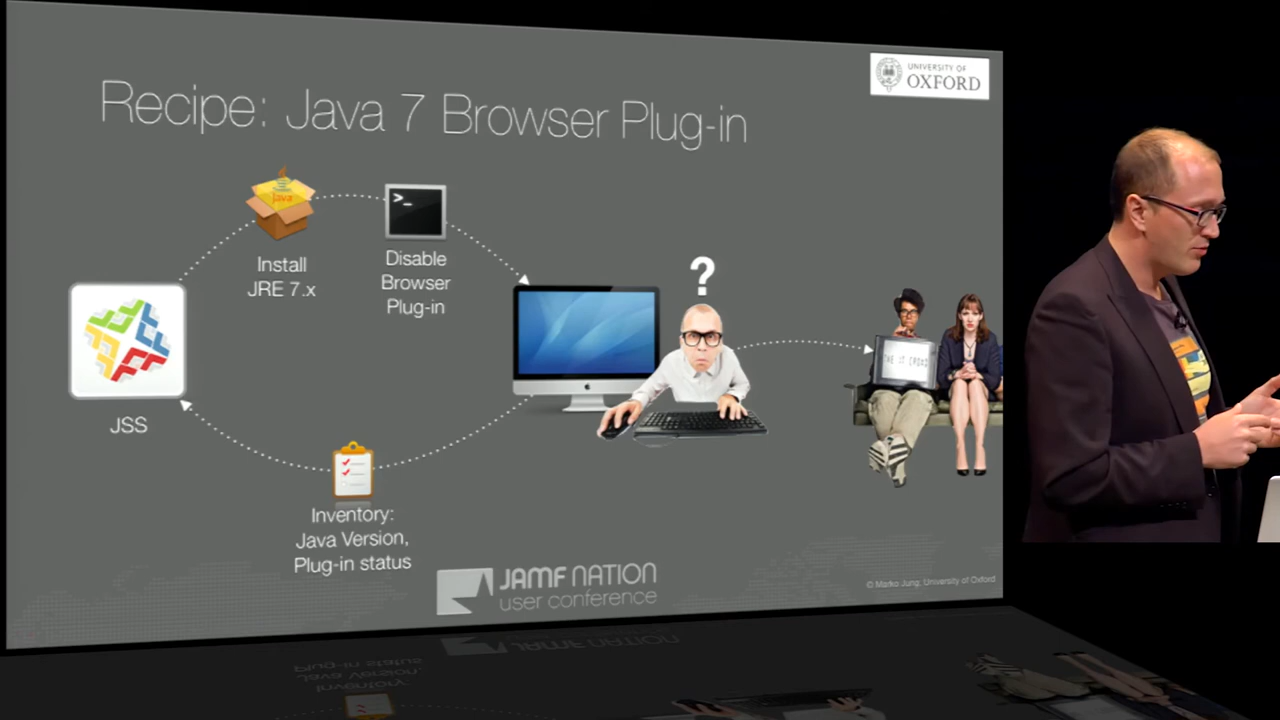 UNIVERSITY OF
OXFORD
Recipe: Java 7 Browser Plug-in
Java
>_
Install
JRE 7.x
Disable
Browser
Plug-in
?
THE IT CROWD
JSS
Inventory:
Java Version,
Plug-in status
JAMF NATION
user conference
© Marko Jung, University of Oxford